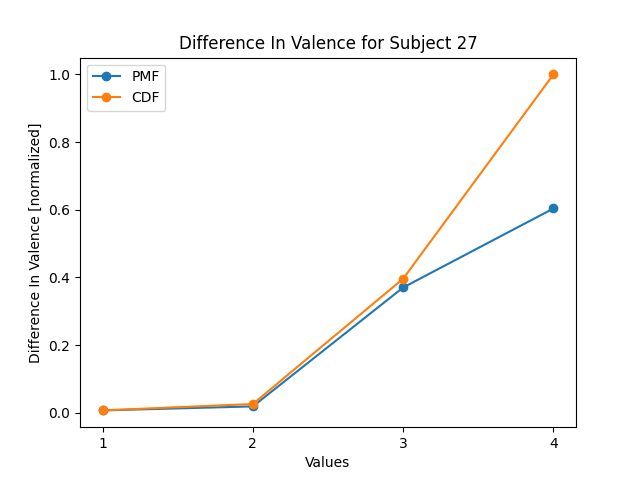 Difference In Valence for Subject 27
PMF
CDF
Difference In Valence [normalized]
1.0
0.8
0.6
0.4
0.2
0.0
1 2 3 4
Values